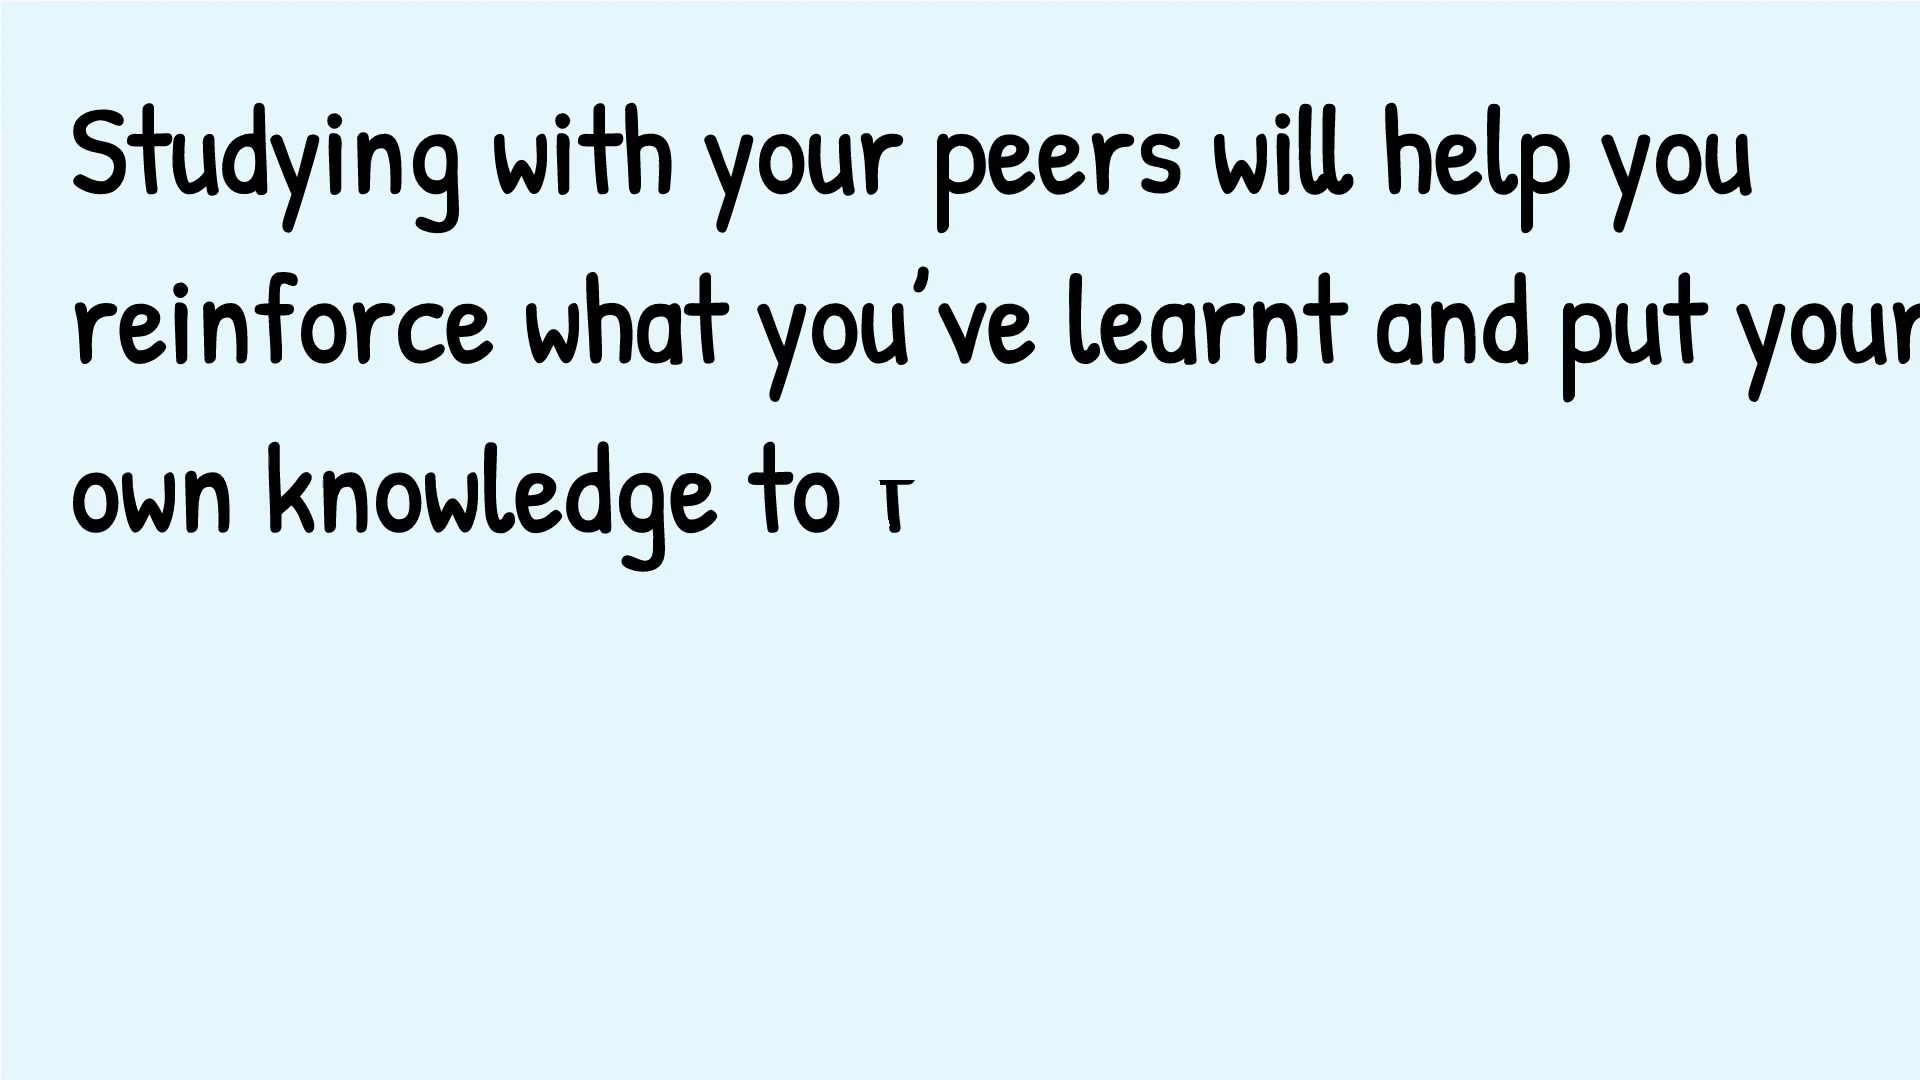 Studying with your peers will help you
reinforce what you've learnt and put your
own knowledge to